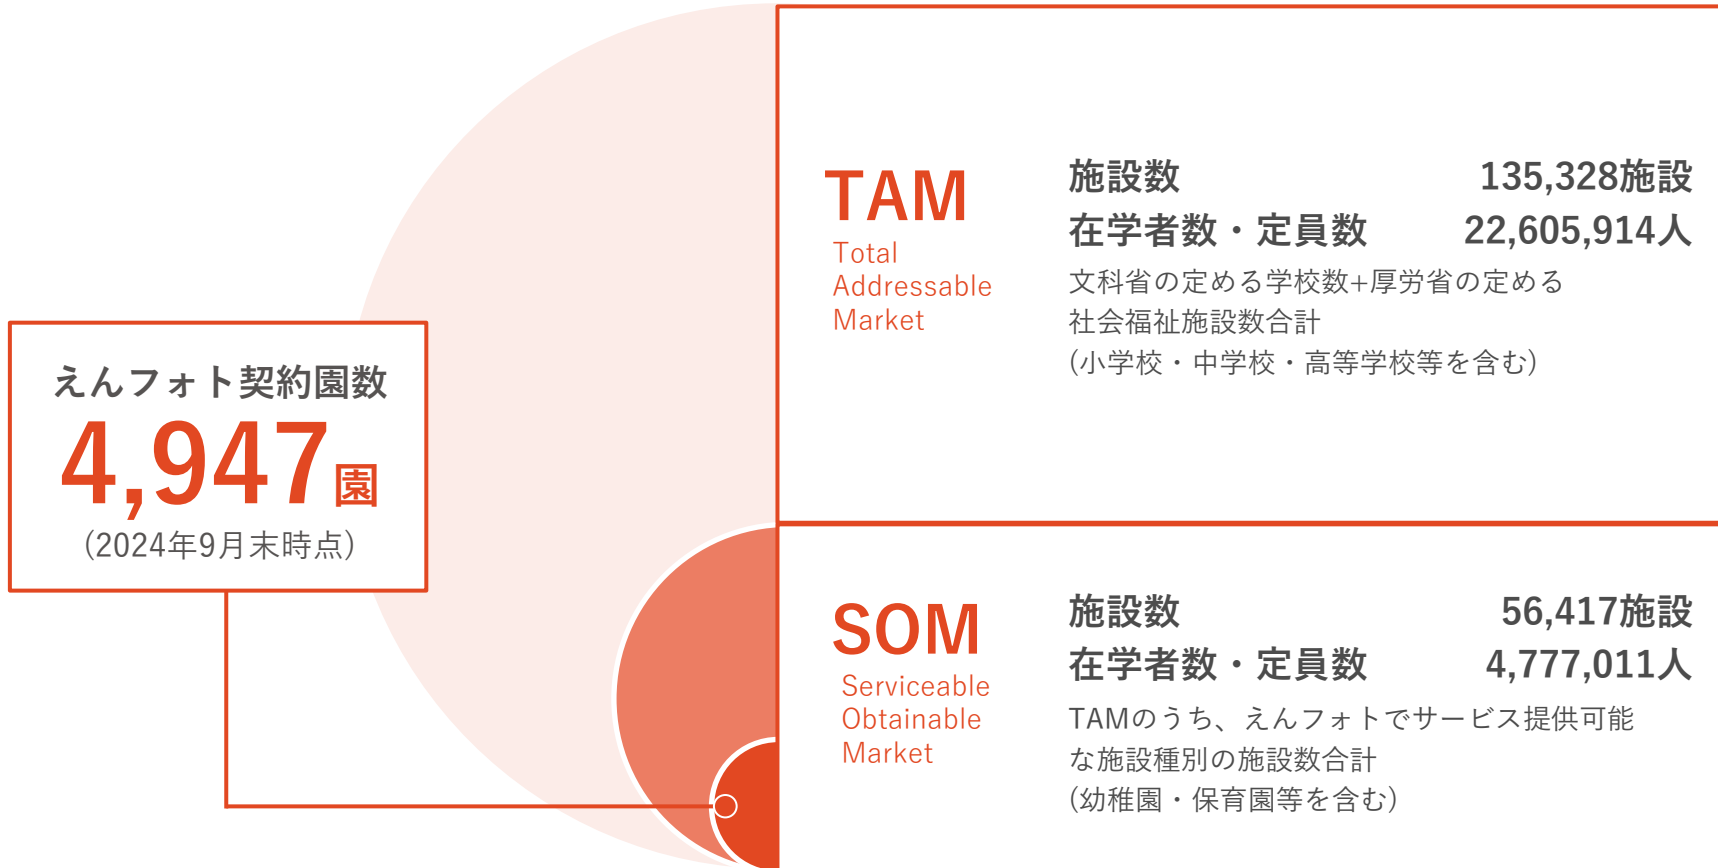 えんフォト契約園数
4,947園
(2024年9月末時点)
TAM
Total
Addressable
Market
施設数 135,328施設
在学者数・定員数 22,605,914人
文科省の定める学校数+厚労省の定める
社会福祉施設数合計
(小学校・中学校・高等学校等を含む)
SOM
Serviceable
Obtainable
Market
施設数 56,417施設
在学者数・定員数 4,777,011人
TAMのうち、えんフォトでサービス提供可能
な施設種別の施設数合計
(幼稚園・保育園等を含む)